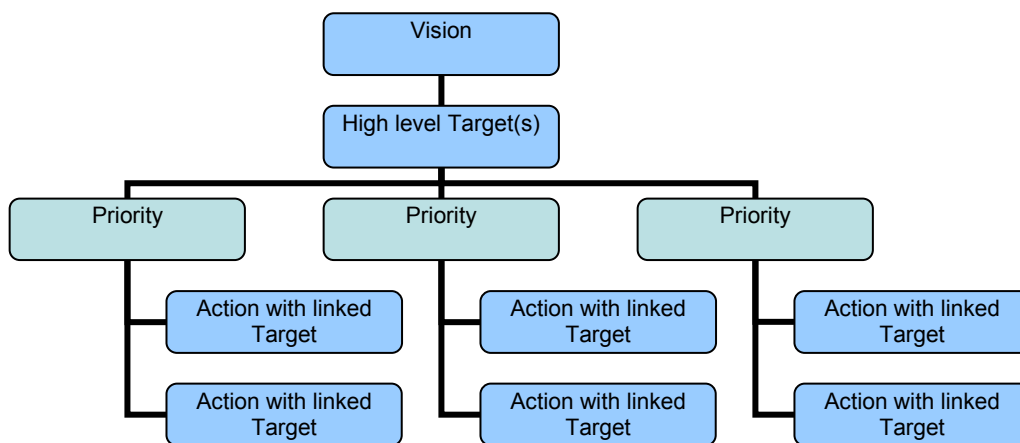 Vision
High level Target(s)
Priority
Priority
Priority
Action with linked
Target
Action with linked
Target
Action with linked
Target
Action with linked
Target
Action with linked
Target
Action with linked
Target